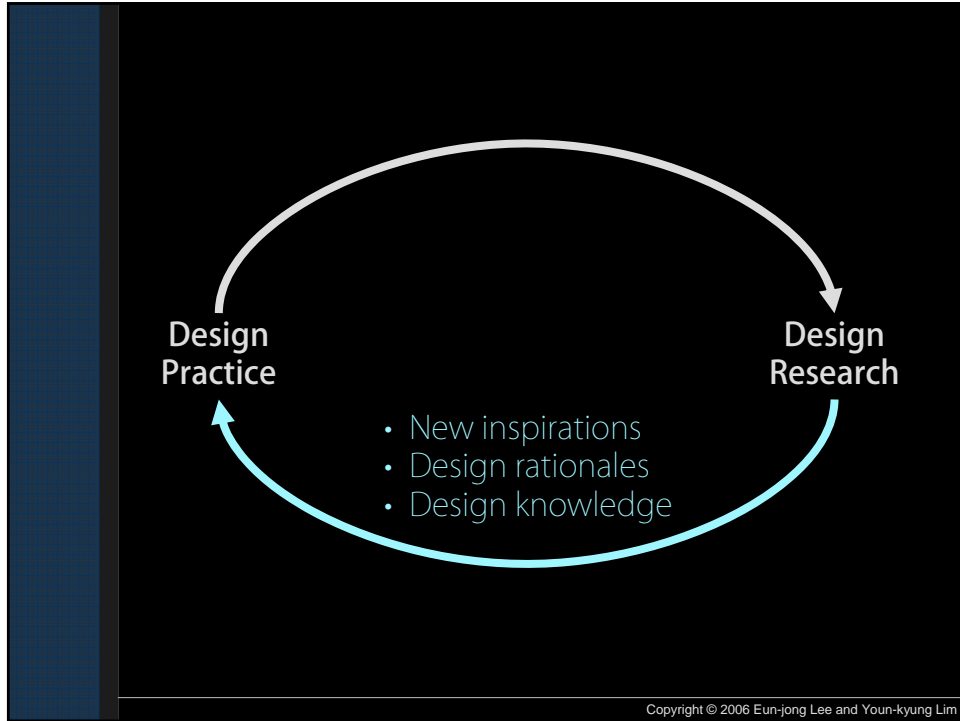 Design
Practice
Design
Research
• New inspirations
• Design rationales
• Design knowledge
Copyright © 2006 Eun-jong Lee and Youn-kyung Lim